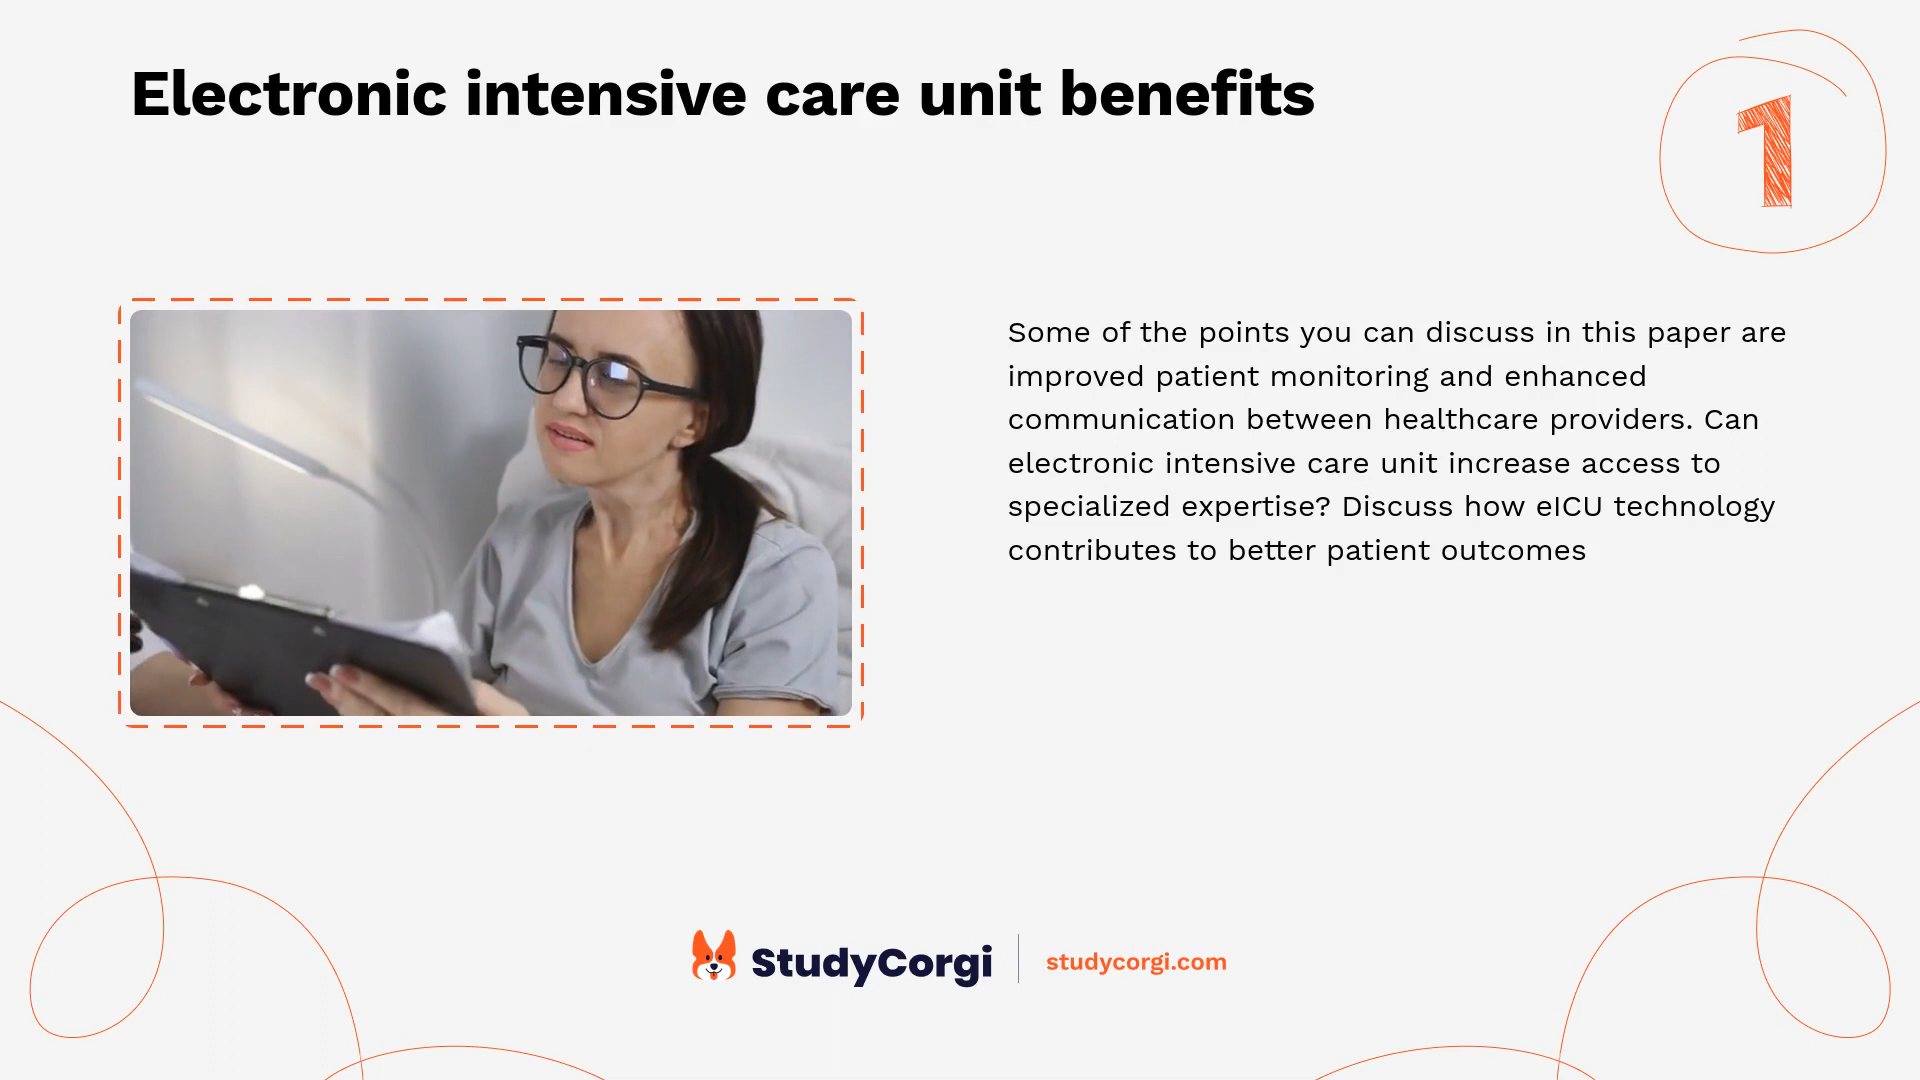 Electronic intensive care unit benefits
1
Some of the points you can discuss in this paper are
improved patient monitoring and enhanced
communication between healthcare providers. Can
electronic intensive care unit increase access to
specialized expertise? Discuss how eICU technology
contributes to better patient outcomes
StudyCorgi
studycorgi.com